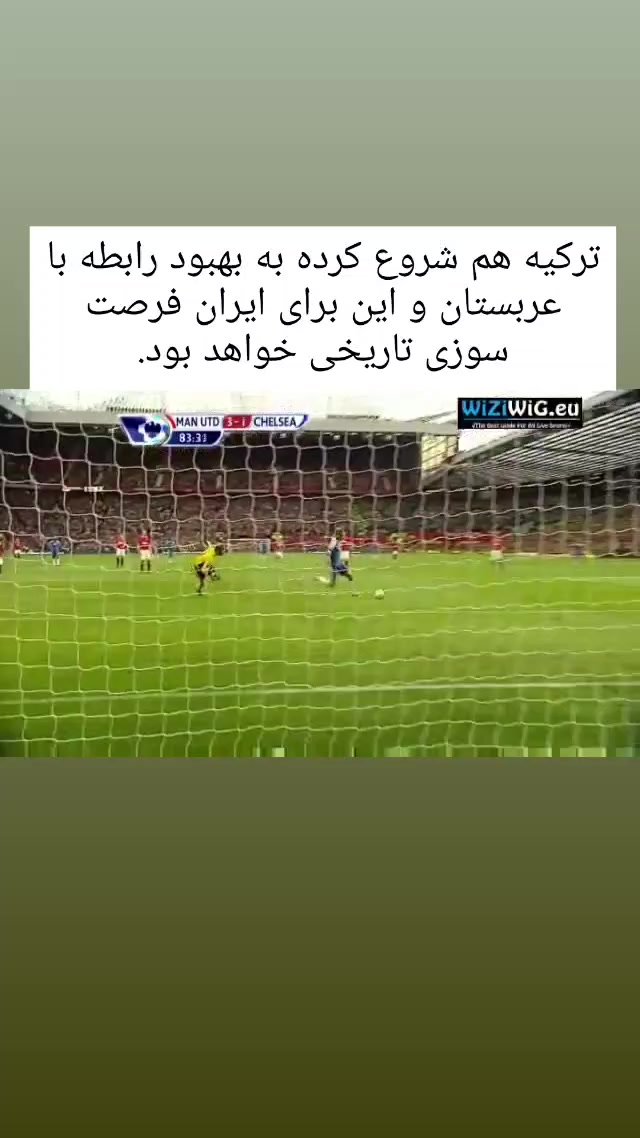 ترکیه هم شروع کرده به بهبود رابطه با
عربستان و این برای ایران فرصت
سوزی تاریخی خواهد بود.
WiZiWiG.eu
MAN UTD 3-1 CHELSEA
83:33